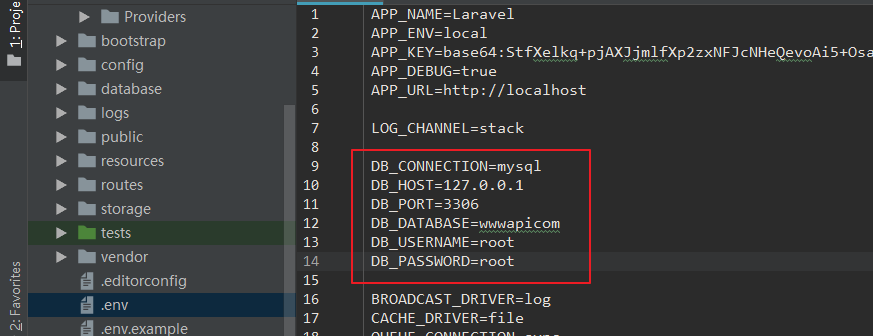 1: Proje
2: Favorites
Providers
bootstrap
config
database
logs
public
resources
routes
storage
tests
vendor
.editorconfig
.env
.env.example
1 APP_NAME=Laravel
2 APP_ENV=local
3 APP_KEY=base64:StfXelkq+pjAXJjmlfXp2zxNFJcNHeQevoAi5+Osa
4 APP_DEBUG=true
5 APP_URL=http://localhost
6
7 LOG_CHANNEL=stack
8
9 DB_CONNECTION=mysql
10 DB_HOST=127.0.0.1
11 DB_PORT=3306
12 DB_DATABASE=wwwapicom
13 DB_USERNAME=root
14 DB_PASSWORD=root
15
16 BROADCAST_DRIVER=log
17 CACHE_DRIVER=file
18 QUEUE_CONNECTION=sync